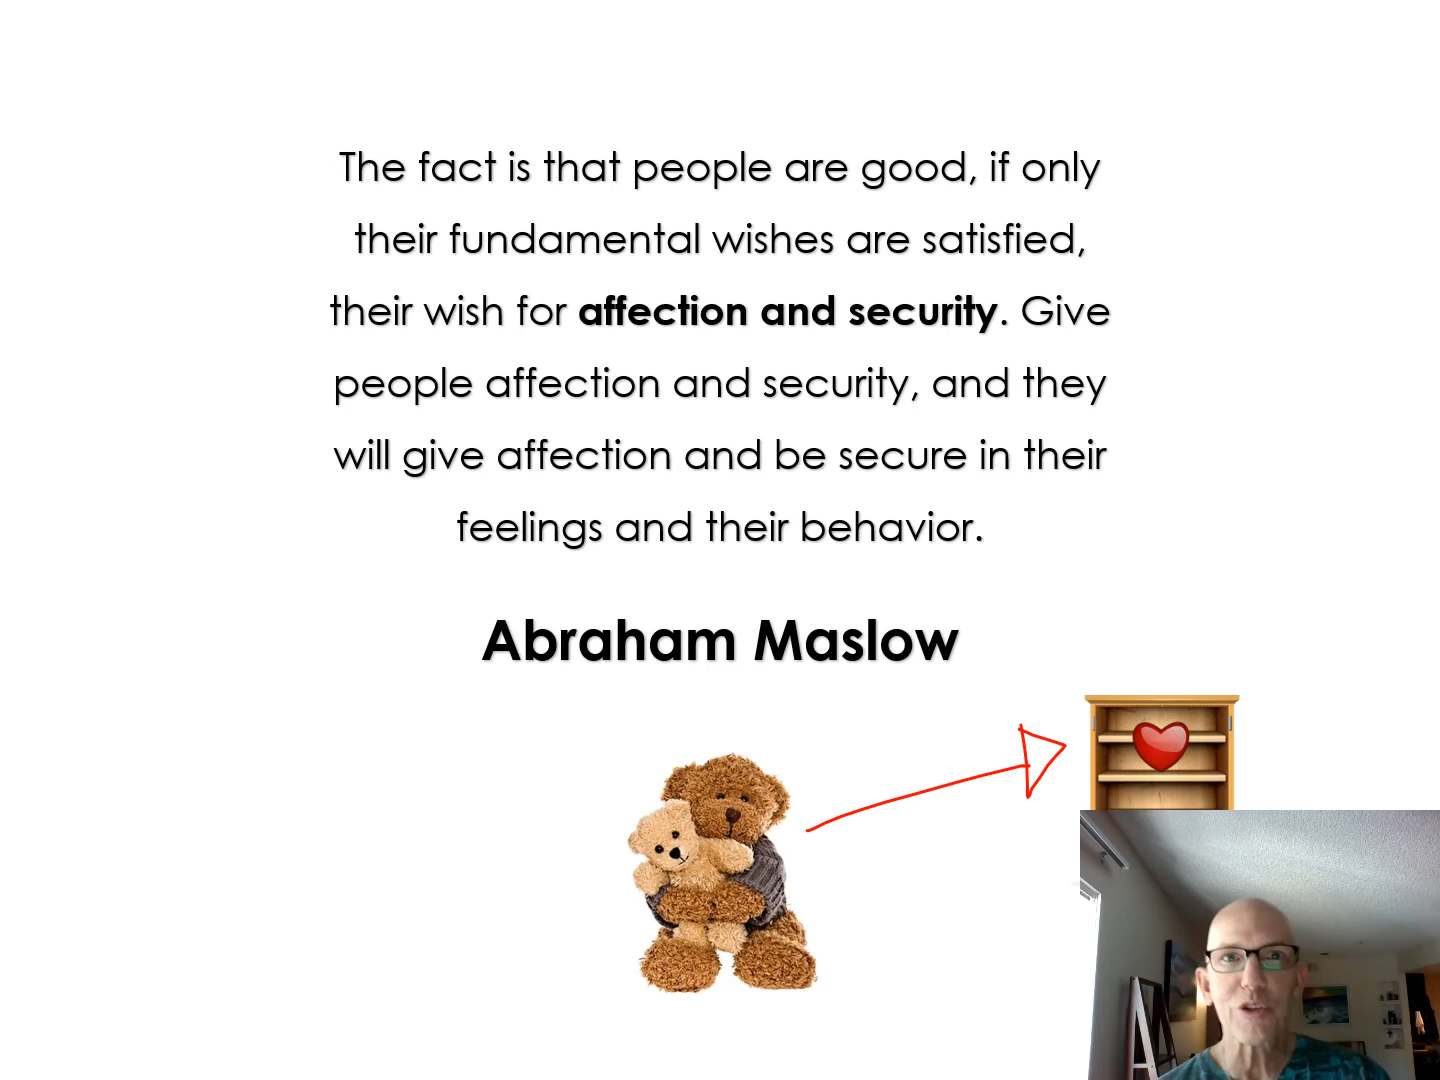 The fact is that people are good, if only
their fundamental wishes are satisfied,
their wish for affection and security. Give
people affection and security, and they
will give affection and be secure in their
feelings and their behavior.
Abraham Maslow